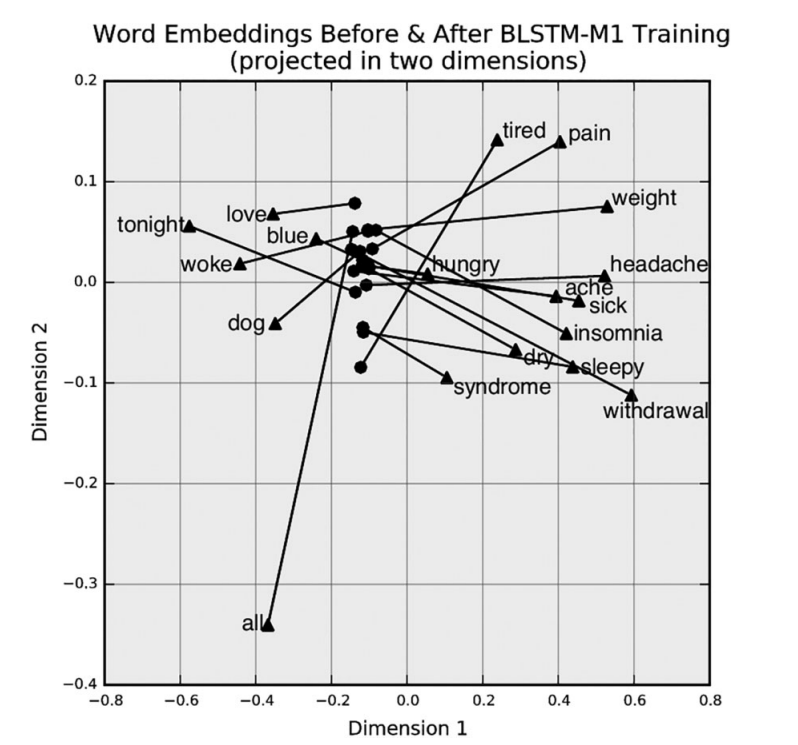 Word Embeddings Before & After BLSTM-M1 Training
(projected in two dimensions)
0.2
tired
pain
0.1
weight
love
tonight
blue
woke
hungry
headache
0.0
ache
sick
dog
insomnia
dry
sleepy
−0.1
syndrome
withdrawal
Dimension 2
−0.2
−0.3
all
−0.4
−0.8
−0.6
−0.4
−0.2
0.0
0.2
0.4
0.6
0.8
Dimension 1